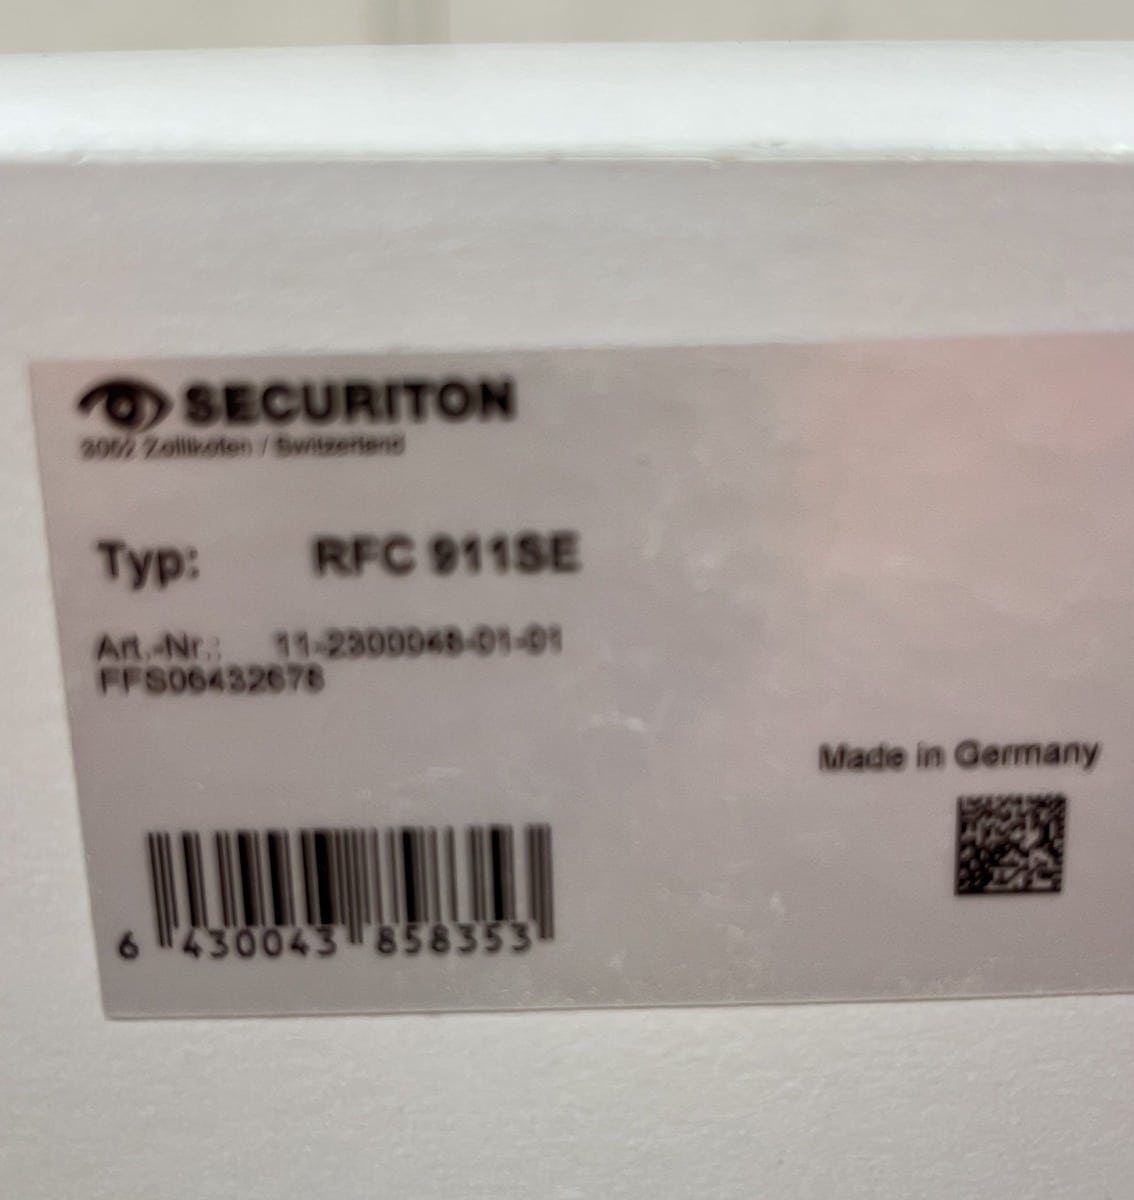 SECURITON
3052 Zollikofen / Switzerland
Typ: RFC 911SE
Art.-Nr.: 11-2300048-01-01
FFS06432678
Made in Germany
6 430043 858353